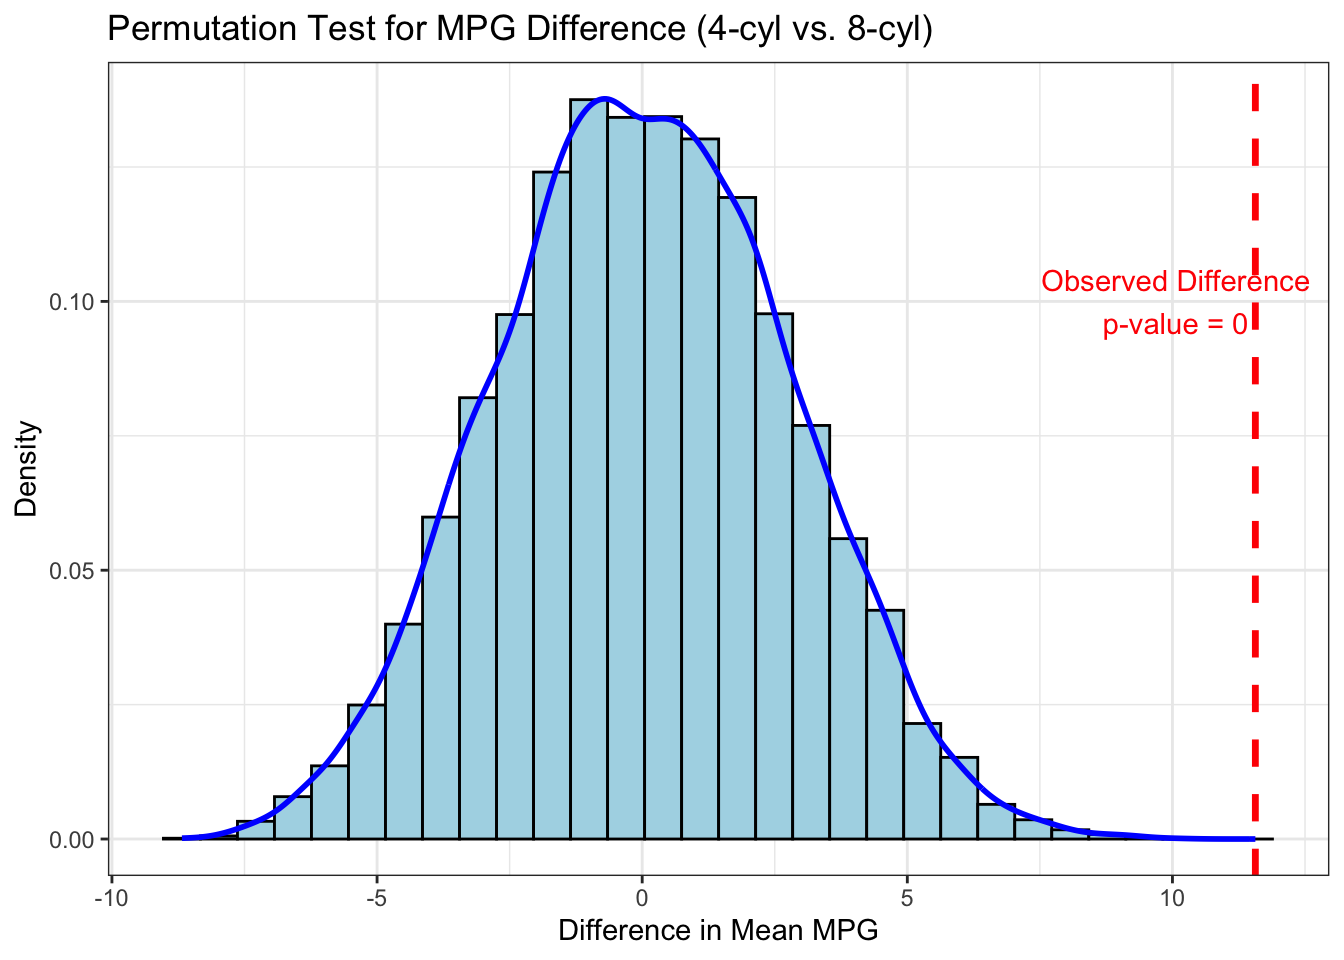 Permutation Test for MPG Difference (4-cyl vs. 8-cyl)
Density
0.10
0.05
0.00
Observed Difference
p-value = 0
-10
-5
0
5
10
Difference in Mean MPG